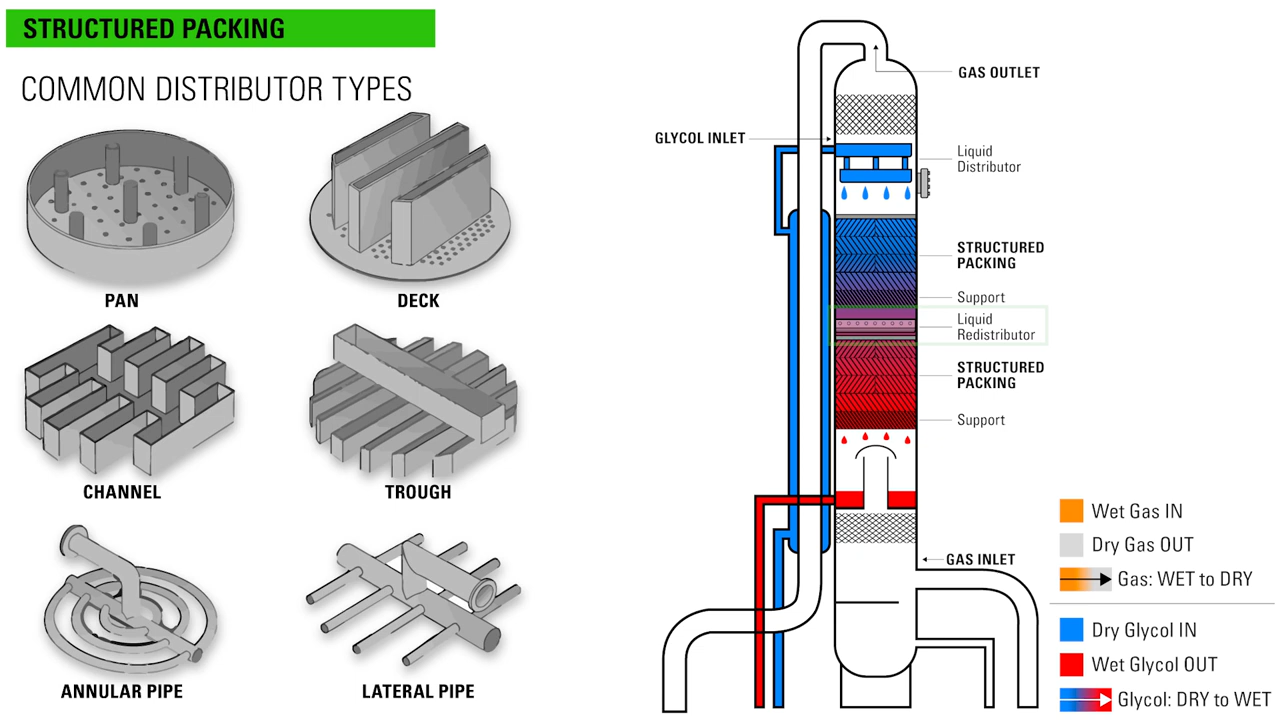 STRUCTURED PACKING
COMMON DISTRIBUTOR TYPES
PAN
DECK
CHANNEL
TROUGH
ANNULAR PIPE
LATERAL PIPE
GAS OUTLET
GLYCOL INLET
Liquid
Distributor
STRUCTURED
PACKING
Support
Liquid
Redistributor
STRUCTURED
PACKING
Support
GAS INLET
Wet Gas IN
Dry Gas OUT
Gas: WET to DRY
Dry Glycol IN
Wet Glycol OUT
Glycol: DRY to WET